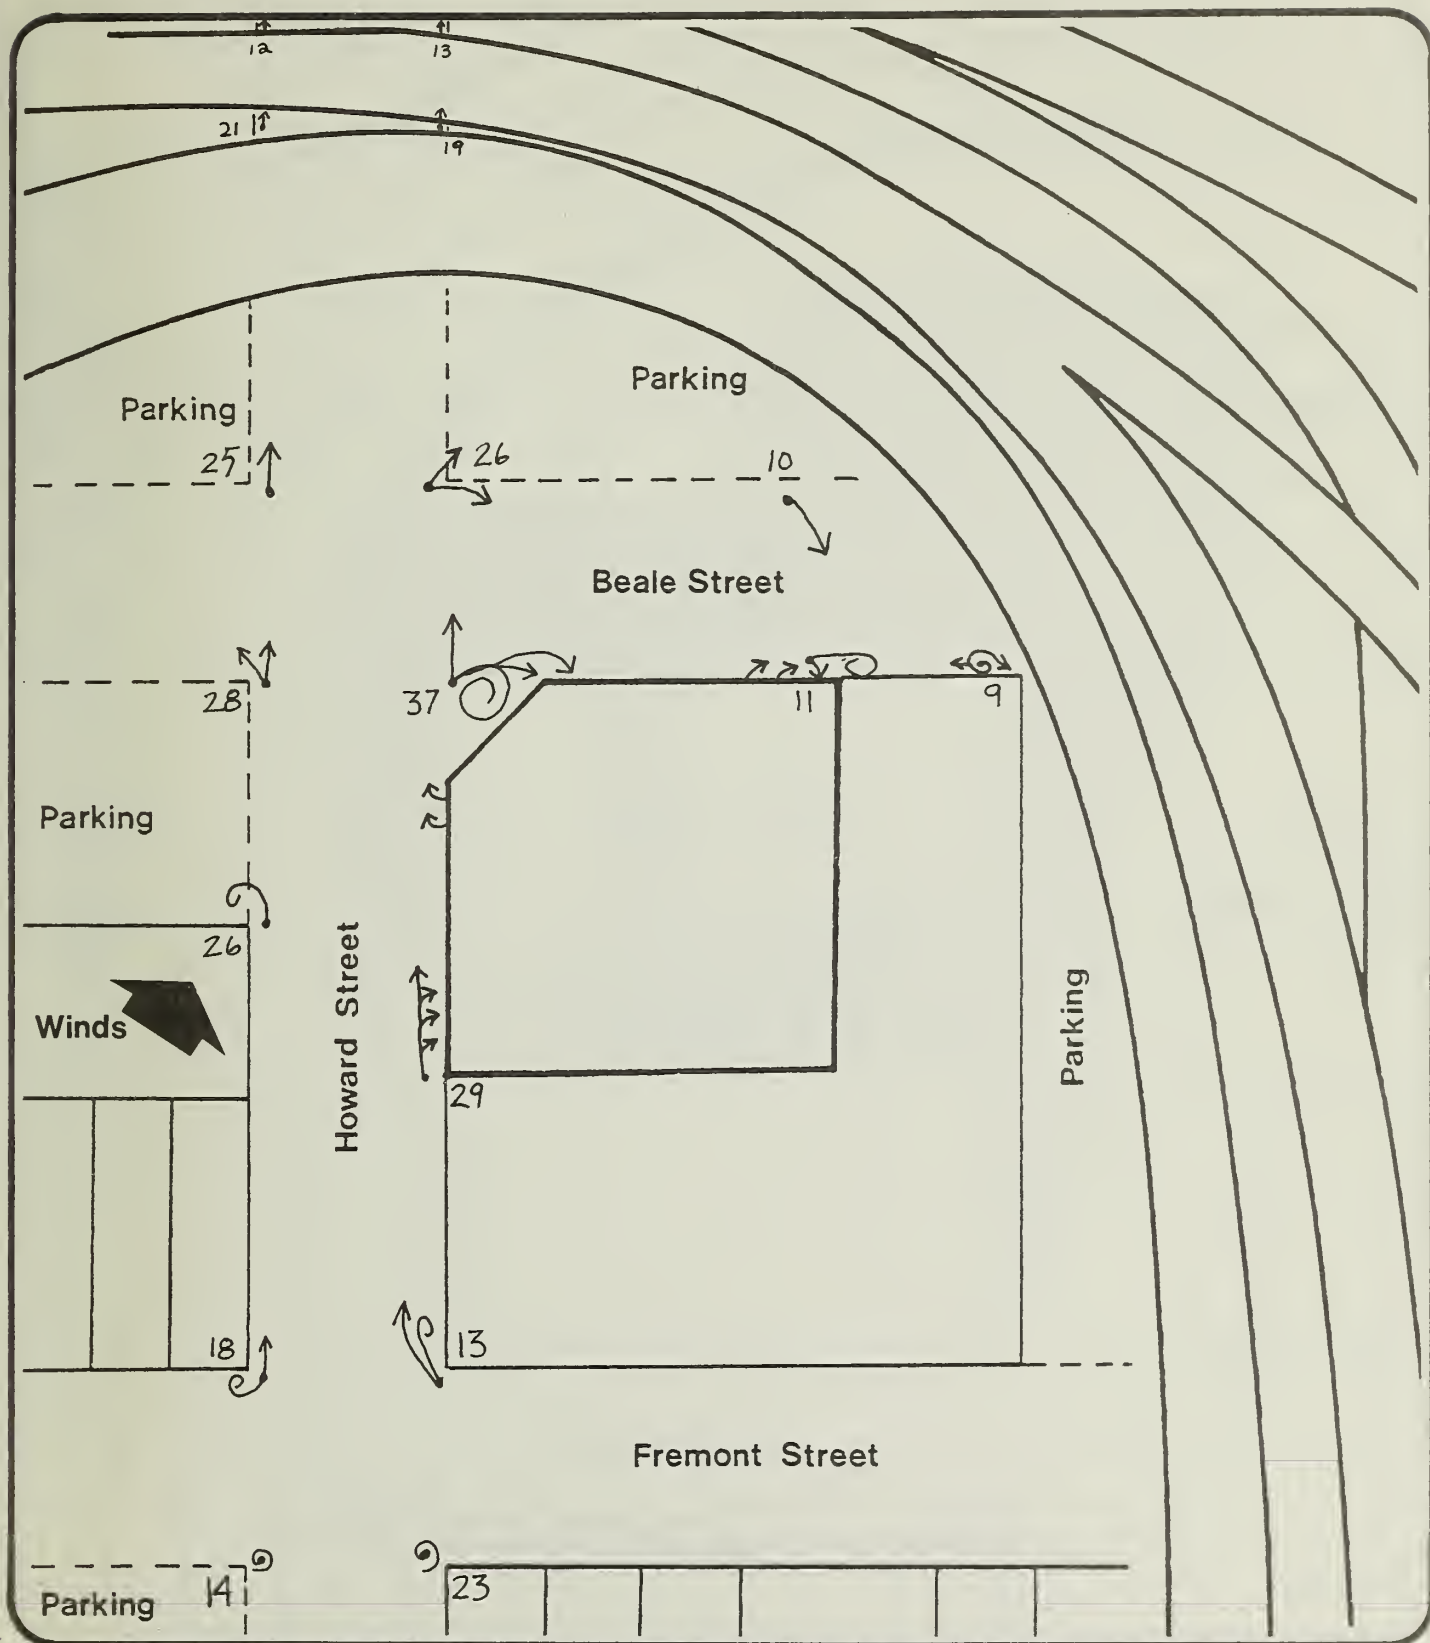 12 13
21 19
Parking
Parking
25 26 10
Beale Street
28 37 11 9
Parking
26
Winds
Howard Street
Parking
29
18 13
Fremont Street
14 23
Parking